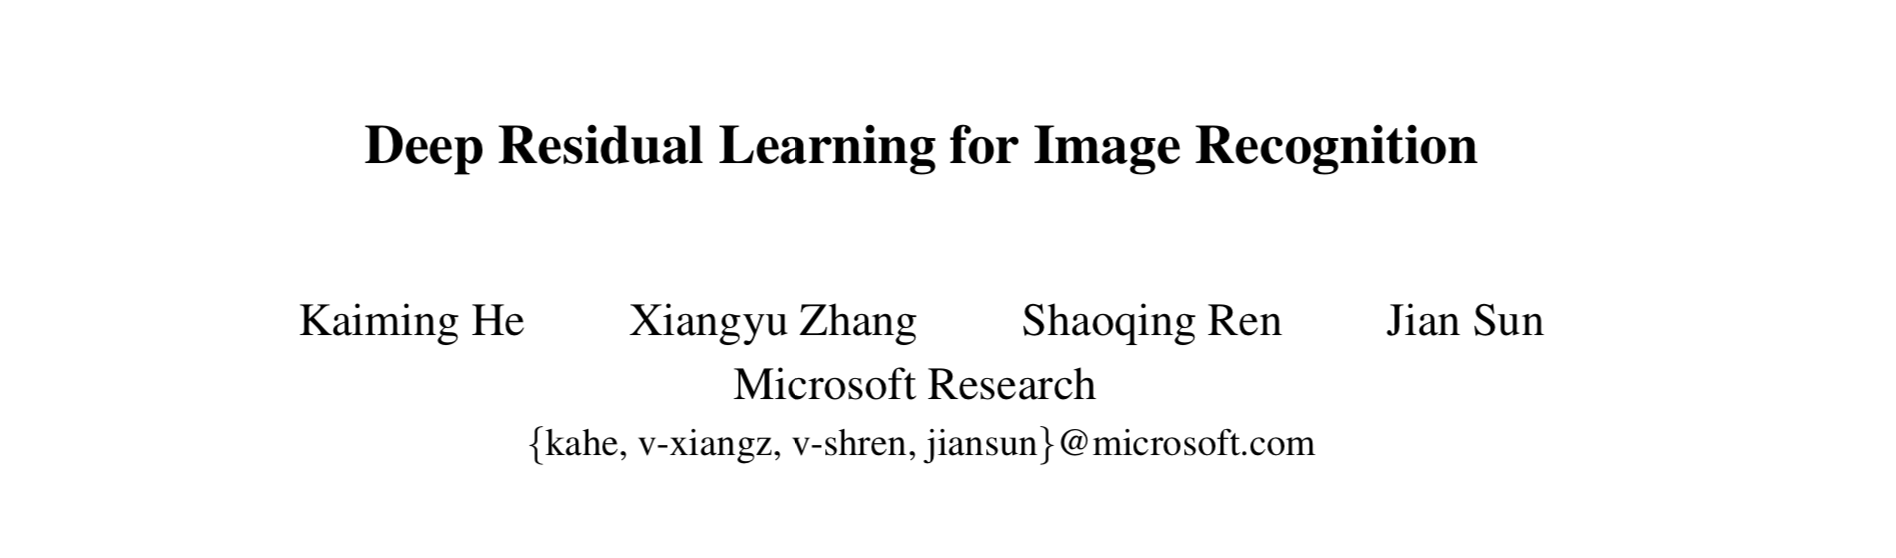 Deep Residual Learning for Image Recognition
Kaiming He Xiangyu Zhang Shaoqing Ren Jian Sun
Microsoft Research
{kahe, v-xiangz, v-shren, jiansun}@microsoft.com